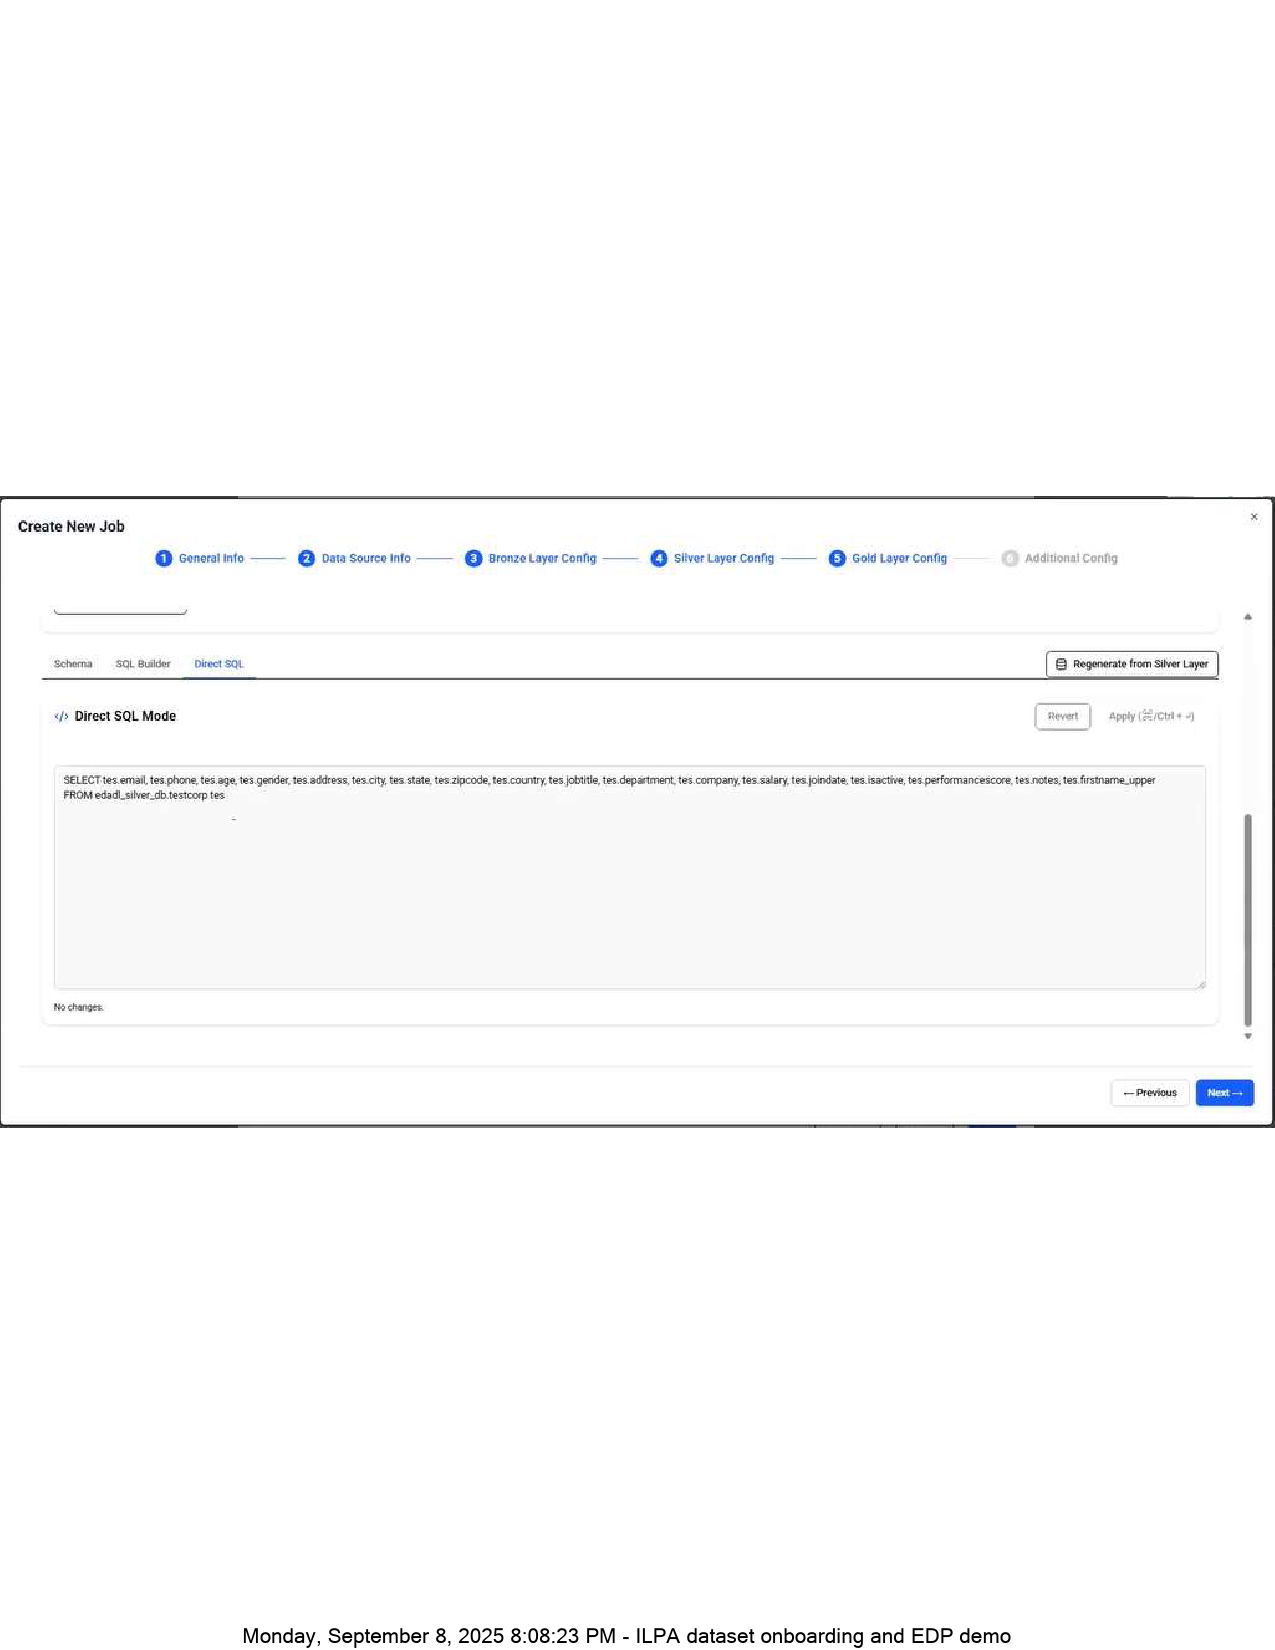 Create New Job
×
1 General Info 2 Data Source Info 3 Bronze Layer Config 4 Silver Layer Config 5 Gold Layer Config 6 Additional Config
Schema SQL Builder Direct SQL Regenerate from Silver Layer
</> Direct SQL Mode Revert Apply (⌘/Ctrl + ↵)
SELECT tes.email, tes.phone, tes.age, tes.gender, tes.address, tes.city, tes.state, tes.zipcode, tes.country, tes.jobtitle, tes.department, tes.company, tes.salary, tes.joindate, tes.isactive, tes.performancescore, tes.notes, tes.firstname_upper
FROM edadl_silver_db.testcorp tes
No changes.
← Previous Next →
Monday, September 8, 2025 8:08:23 PM - ILPA dataset onboarding and EDP demo